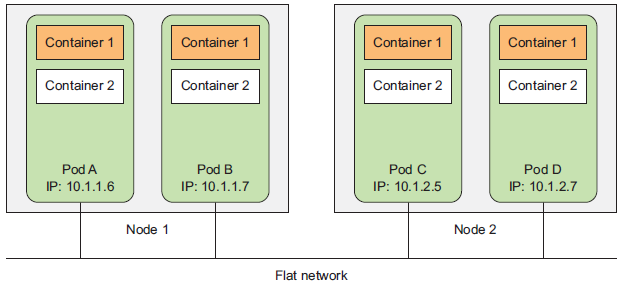 Container 1
Container 2
Pod A
IP: 10.1.1.6
Container 1
Container 2
Pod B
IP: 10.1.1.7
Node 1
Container 1
Container 2
Pod C
IP: 10.1.2.5
Container 1
Container 2
Pod D
IP: 10.1.2.7
Node 2
Flat network